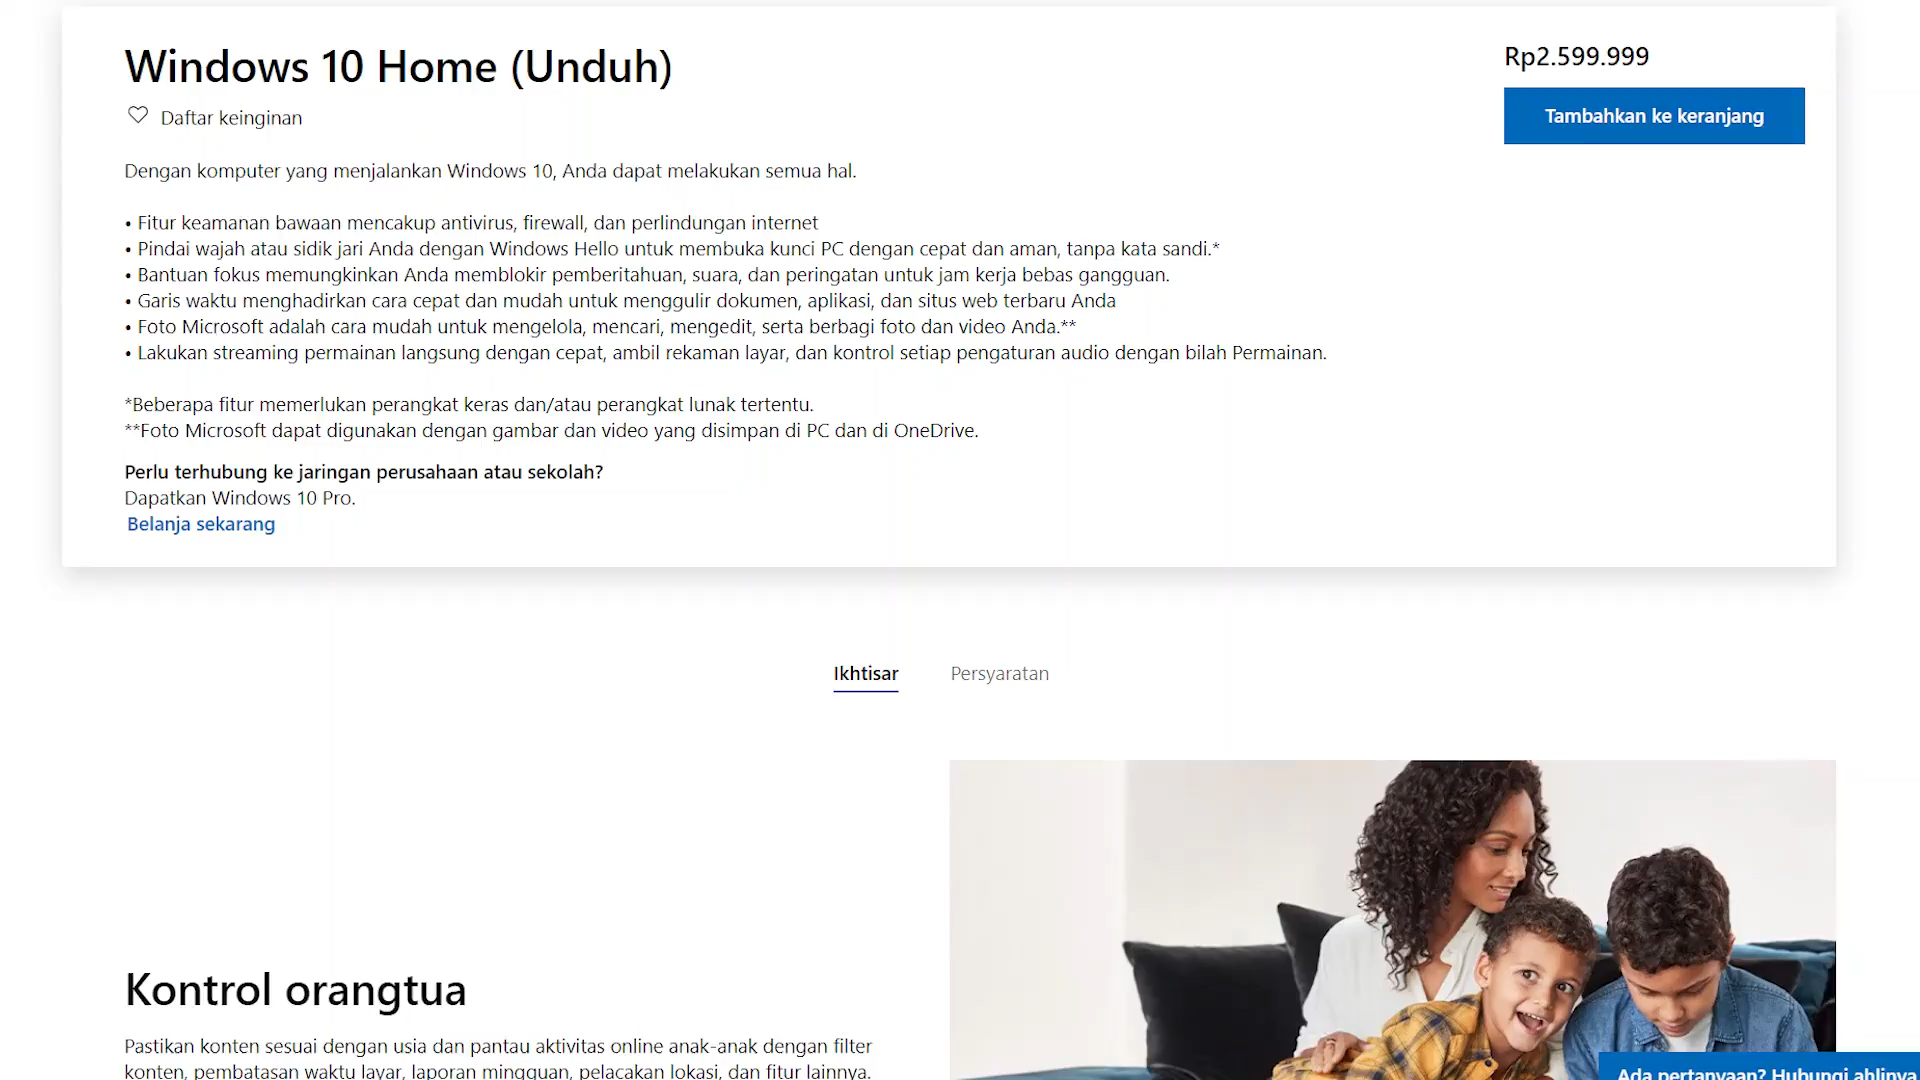 Windows 10 Home (Unduh)
Rp2.599.999
Daftar keinginan
Tambahkan ke keranjang
Dengan komputer yang menjalankan Windows 10, Anda dapat melakukan semua hal.
• Fitur keamanan bawaan mencakup antivirus, firewall, dan perlindungan internet
• Pindai wajah atau sidik jari Anda dengan Windows Hello untuk membuka kunci PC dengan cepat dan aman, tanpa kata sandi.*
• Bantuan fokus memungkinkan Anda memblokir pemberitahuan, suara, dan peringatan untuk jam kerja bebas gangguan.
• Garis waktu menghadirkan cara cepat dan mudah untuk menggulir dokumen, aplikasi, dan situs web terbaru Anda
• Foto Microsoft adalah cara mudah untuk mengelola, mencari, mengedit, serta berbagi foto dan video Anda.**
• Lakukan streaming permainan langsung dengan cepat, ambil rekaman layar, dan kontrol setiap pengaturan audio dengan bilah Permainan.
*Beberapa fitur memerlukan perangkat keras dan/atau perangkat lunak tertentu.
**Foto Microsoft dapat digunakan dengan gambar dan video yang disimpan di PC dan di OneDrive.
Perlu terhubung ke jaringan perusahaan atau sekolah?
Dapatkan Windows 10 Pro.
Belanja sekarang
Ikhtisar
Persyaratan
Kontrol orangtua
Pastikan konten sesuai dengan usia dan pantau aktivitas online anak-anak dengan filter
konten, pembatasan waktu layar, laporan mingguan, pelacakan lokasi, dan fitur lainnya.
Ada pertanyaan? Hubungi ahlinya